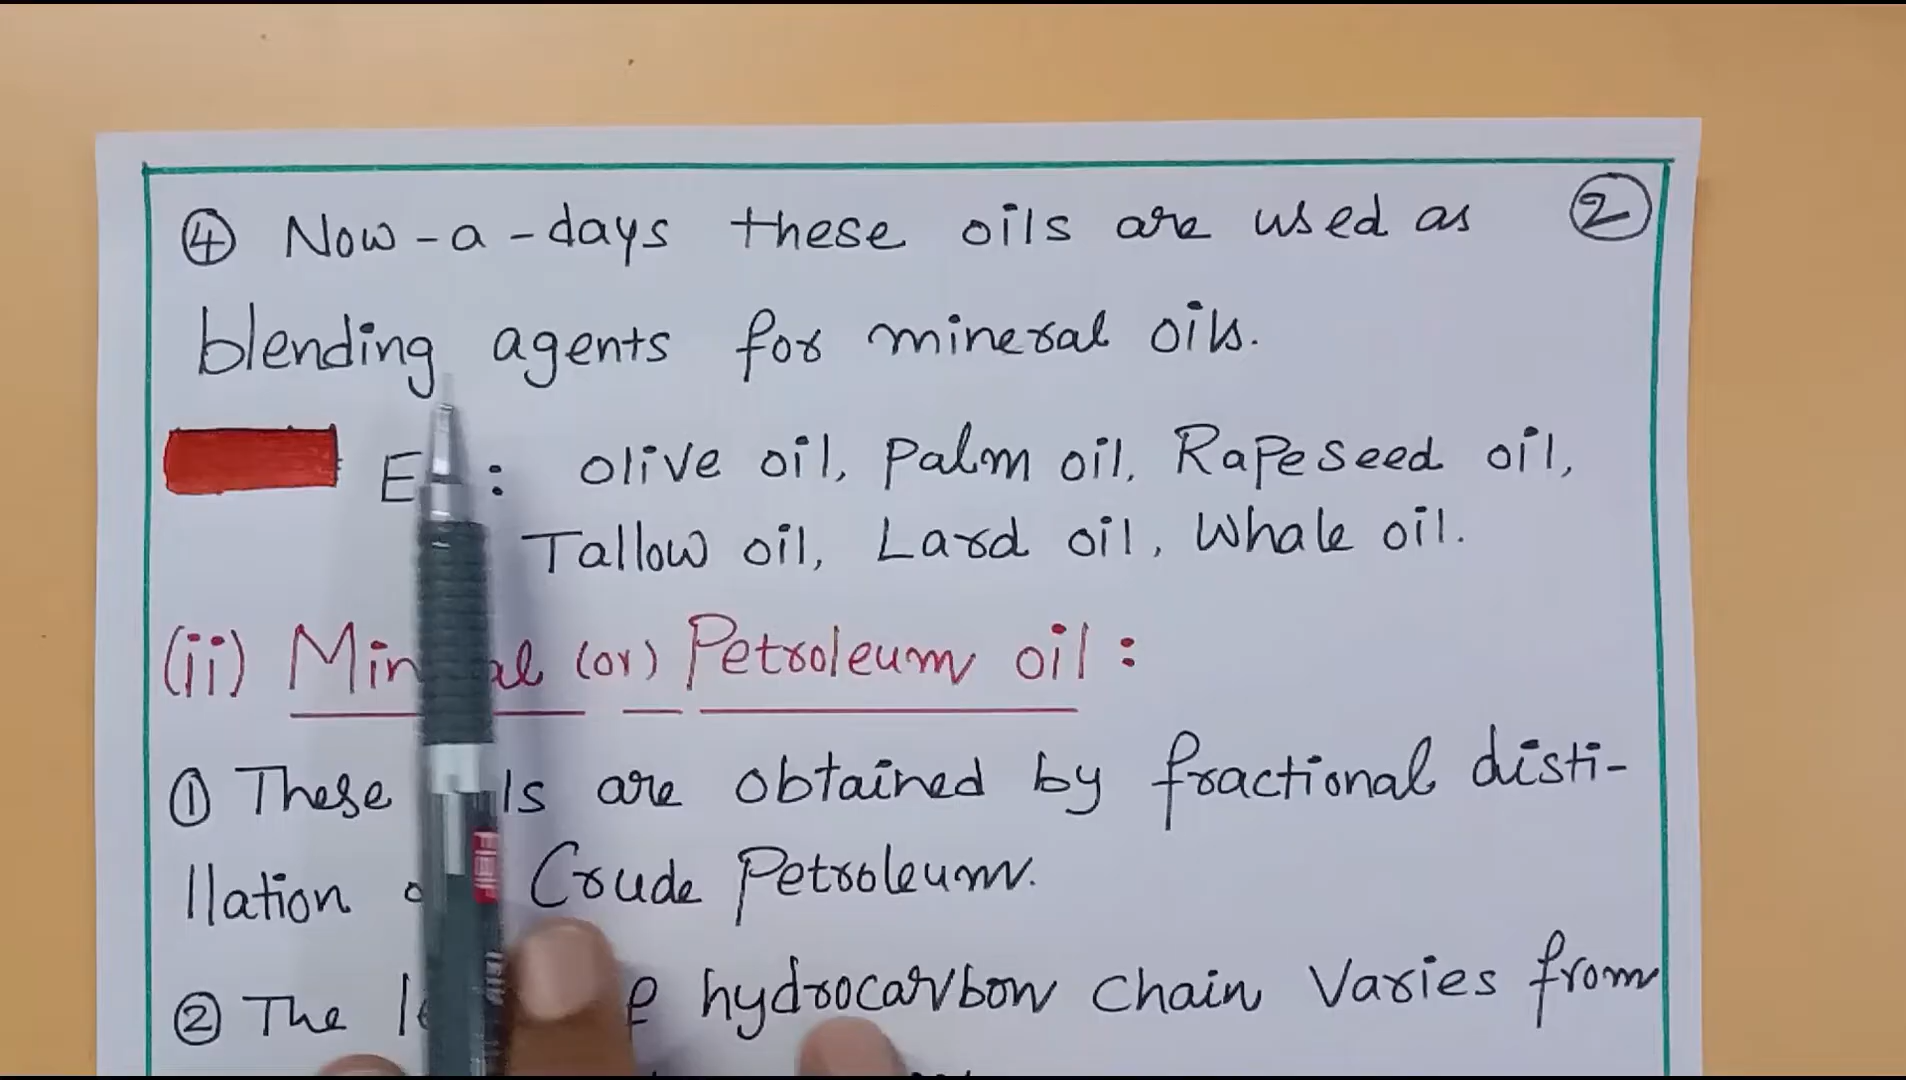 ④ Now-a-days these oils are used as ②
blending agents for mineral oils.
E : Olive oil, Palm oil, Rapeseed oil,
Tallow oil, Lard oil, Whale oil.
(ii) (or) Petroleum oil :
① These are obtained by fractional disti-
llation Crude Petroleum.
② The hydrocarbon chain varies from